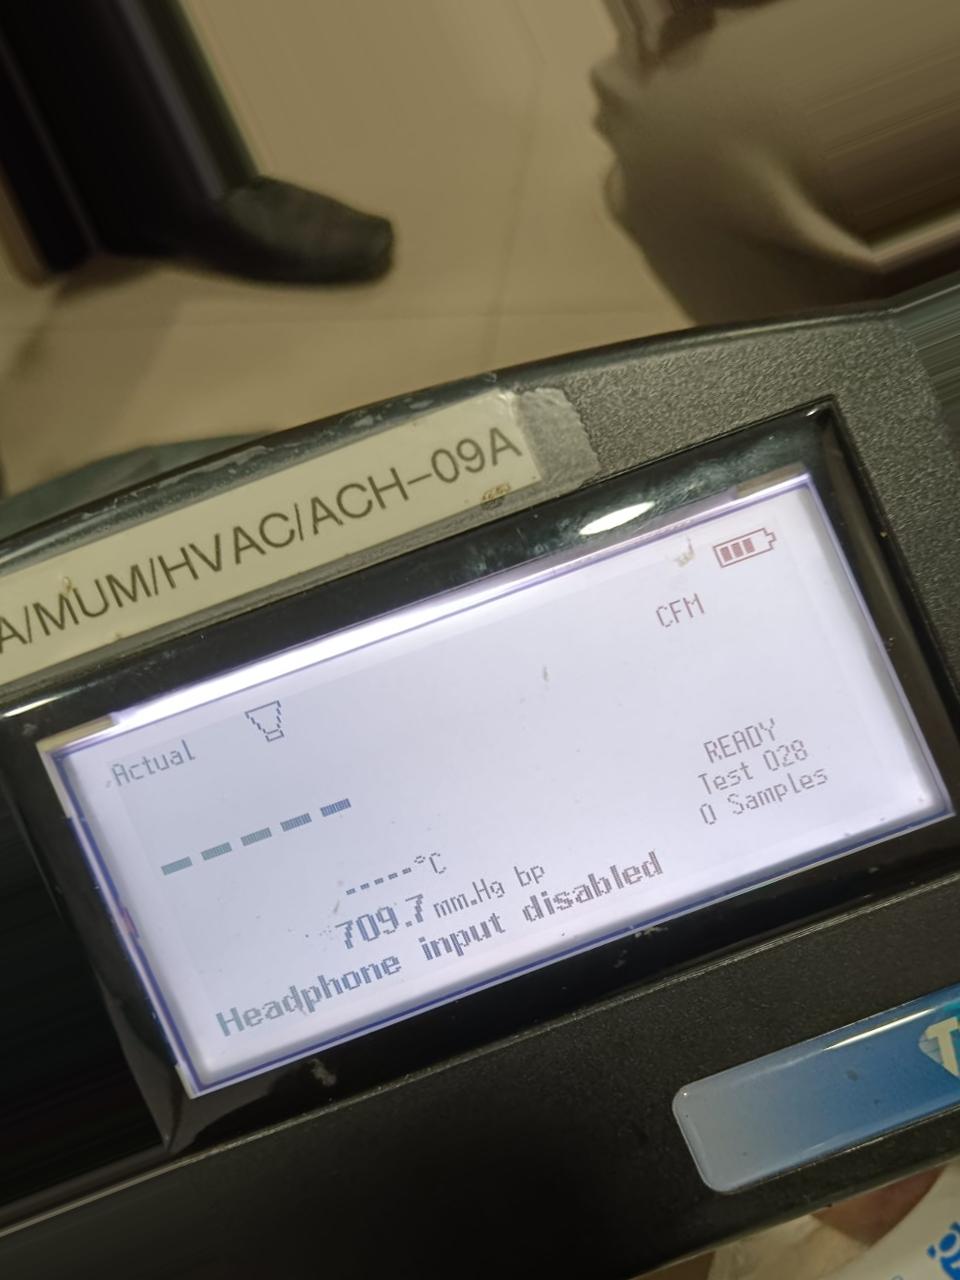 A/MUM/HVAC/ACH-09A
CFM
Actual
READY
Test 028
0 Samples
-----
-----°C
709.7 mm.Hg bp
Headphone input disabled
T